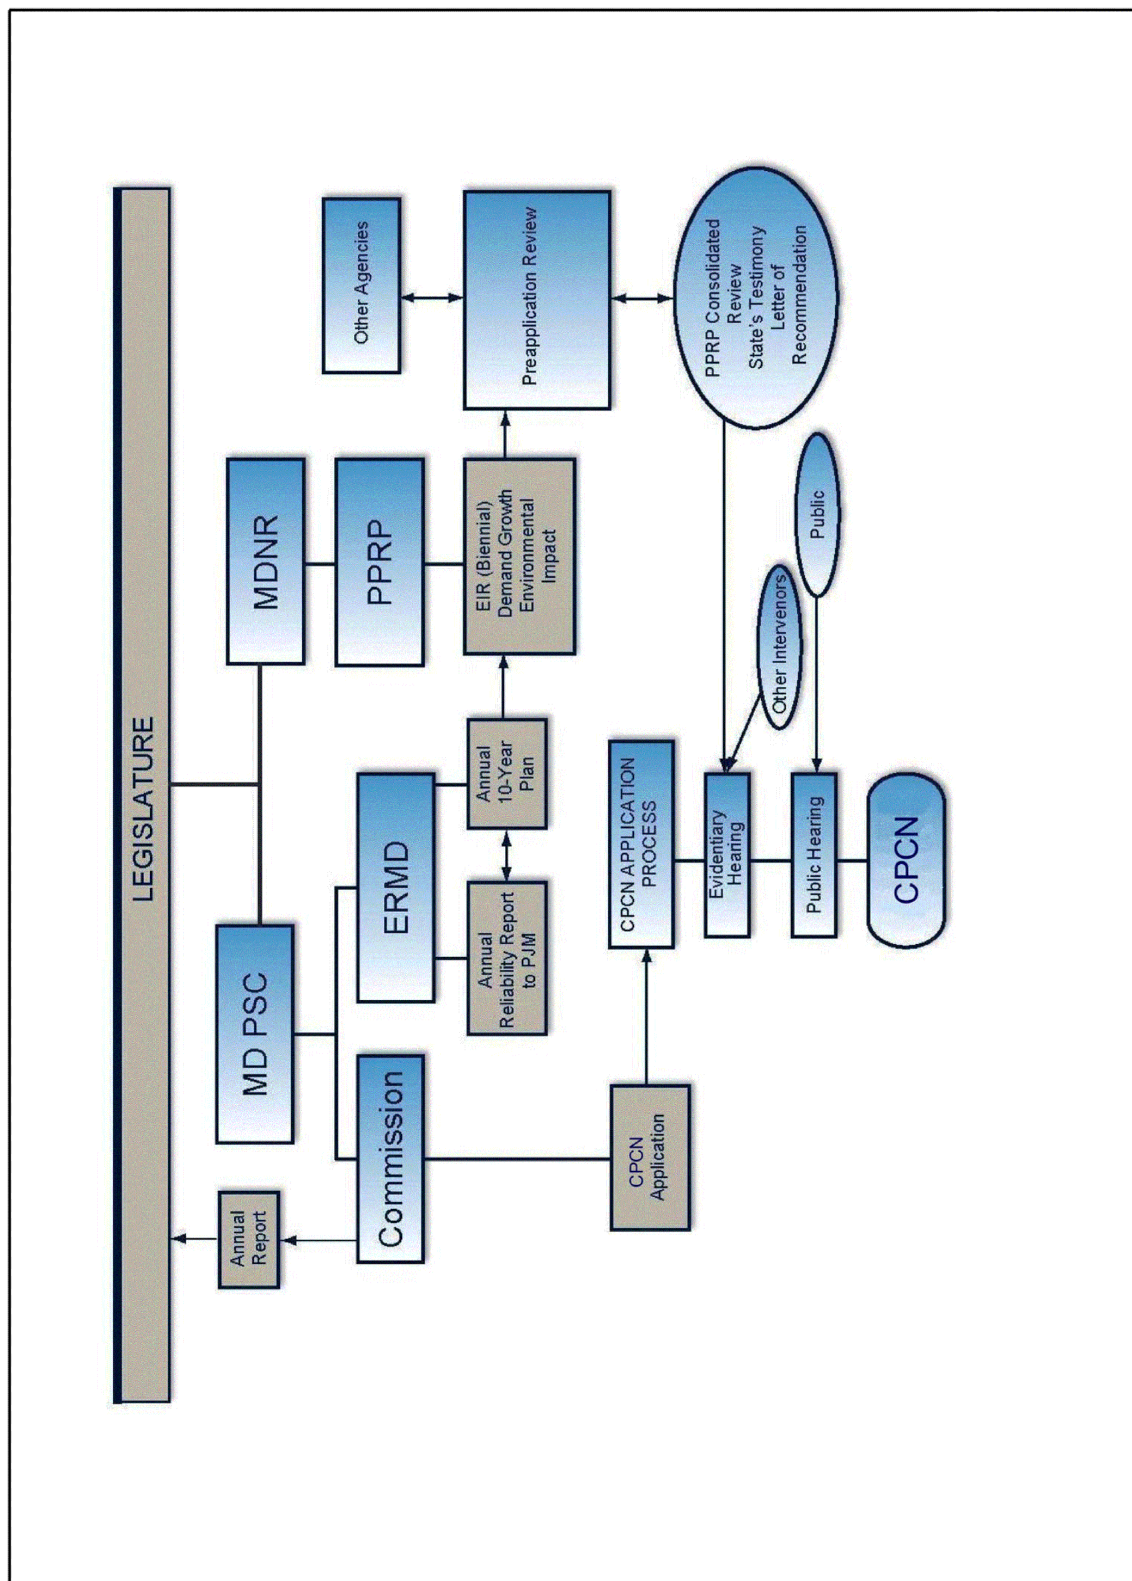 LEGISLATURE
Annual
Report
MD PSC
MDNR
Other Agencies
Commission
ERMD
PPRP
Annual
Reliability Report
to PJM
Annual
10-Year
Plan
EIR (Biennial)
Demand Growth
Environmental
Impact
Preapplication Review
CPCN
Application
CPCN APPLICATION
PROCESS
PPRP Consolidated
Review
State's Testimony
Letter of
Recommendation
Evidentiary
Hearing
Other Intervenors
Public Hearing
Public
CPCN